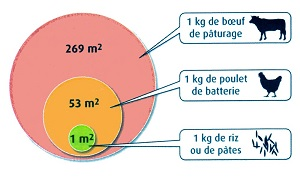 269 m²
53 m²
1 m²
1 kg de bœuf
de pâturage
1 kg de poulet
de batterie
1 kg de riz
ou de pâtes